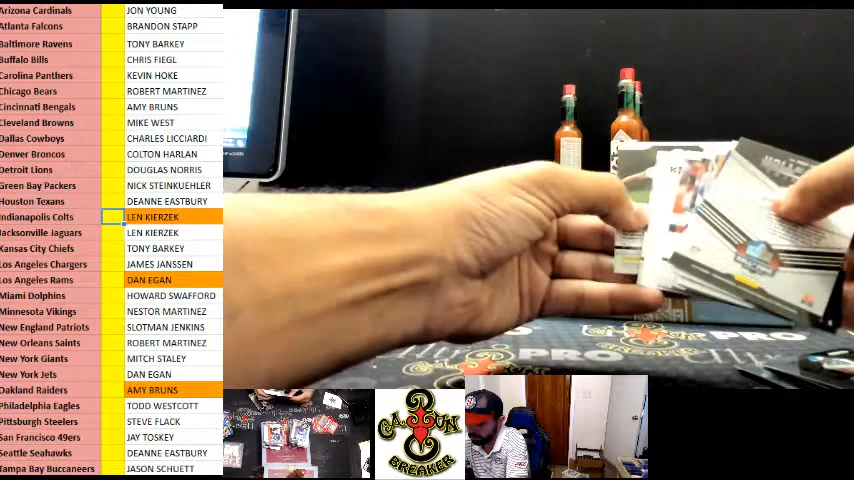 Arizona Cardinals JON YOUNG
Atlanta Falcons BRANDON STAPP
Baltimore Ravens TONY BARKEY
Buffalo Bills CHRIS FIEGL
Carolina Panthers KEVIN HOKE
Chicago Bears ROBERT MARTINEZ
Cincinnati Bengals AMY BRUNS
Cleveland Browns MIKE WEST
Dallas Cowboys CHARLES LICCIARDI
Denver Broncos COLTON HARLAN
Detroit Lions DOUGLAS NORRIS
Green Bay Packers NICK STEINKUEHLER
Houston Texans DEANNE EASTBURY
Indianapolis Colts LEN KIERZEK
Jacksonville Jaguars LEN KIERZEK
Kansas City Chiefs TONY BARKEY
Los Angeles Chargers JAMES JANSSEN
Los Angeles Rams DAN EGAN
Miami Dolphins HOWARD SWAFFORD
Minnesota Vikings NESTOR MARTINEZ
New England Patriots SLOTMAN JENKINS
New Orleans Saints ROBERT MARTINEZ
New York Giants MITCH STALEY
New York Jets DAN EGAN
Oakland Raiders AMY BRUNS
Philadelphia Eagles TODD WESTCOTT
Pittsburgh Steelers STEVE FLACK
San Francisco 49ers JAY TOSKEY
Seattle Seahawks DEANNE EASTBURY
Tampa Bay Buccaneers JASON SCHUETT
PRO
PRO
CAJUN
BREAKER